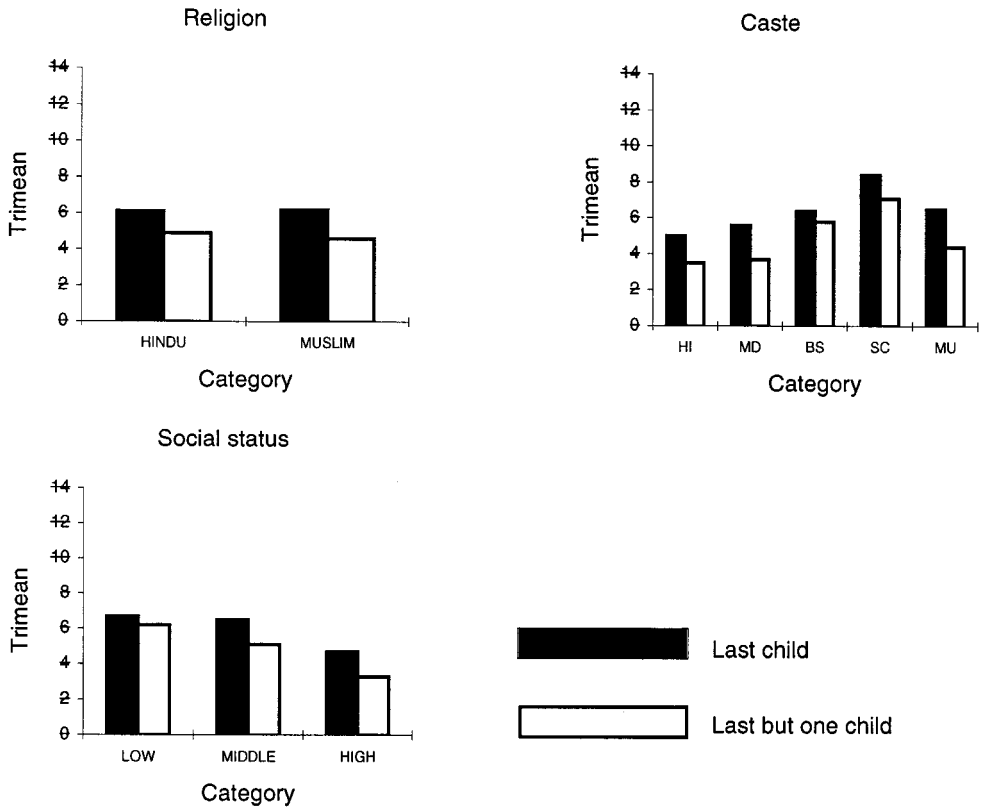 Religion
14
12
10
8
6
4
2
0
Trimean
HINDU MUSLIM
Category
Caste
14
12
10
8
6
4
2
0
Trimean
HI MD BS SC MU
Category
Social status
14
12
10
8
6
4
2
0
Trimean
LOW MIDDLE HIGH
Category
Last child
Last but one child